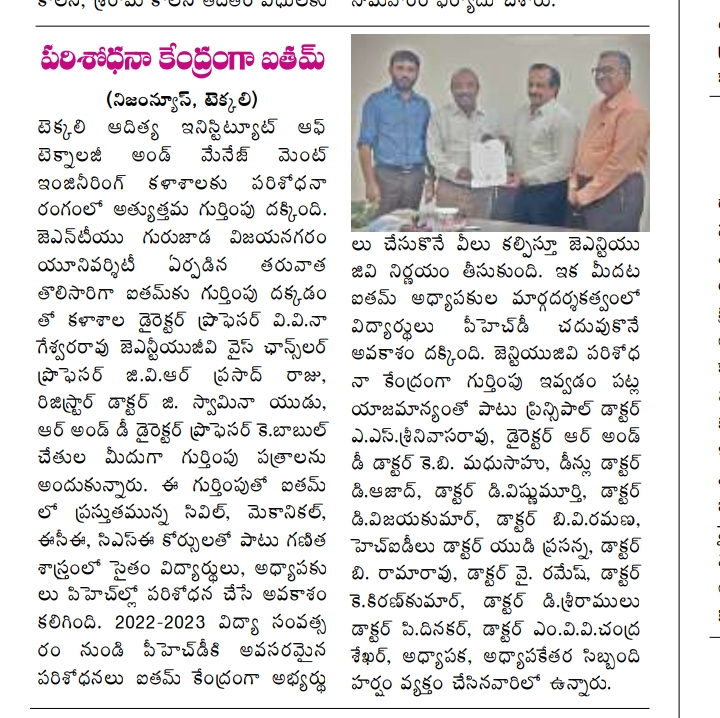 పరిశోధనా కేంద్రంగా ఐతమ్
(నిజంన్యూస్, టెక్కలి)
టెక్కలి ఆదిత్య ఇనిస్టిట్యూట్ ఆఫ్
టెక్నాలజీ అండ్ మేనేజ్ మెంట్
ఇంజినీరింగ్ కళాశాలకు పరిశోధనా
రంగంలో అత్యుత్తమ గుర్తింపు దక్కింది.
జెఎన్‌టీయు గురుజాడ విజయనగరం
యూనివర్శిటీ ఏర్పడిన తరువాత
తొలిసారిగా ఐతమ్‌కు గుర్తింపు దక్కడం
తో కళాశాల డైరెక్టర్ ప్రొఫెసర్ వి.వి.నా
గేశ్వరరావు జెఎన్టీయుజీవి వైస్ ఛాన్స్‌లర్
ప్రొఫెసర్ జి.వి.ఆర్ ప్రసాద్ రాజు,
రిజిస్ట్రార్ డాక్టర్ జి. స్వామినా యుడు,
ఆర్ అండ్ డీ డైరెక్టర్ ప్రొఫెసర్ కె.బాబుల్
చేతుల మీదుగా గుర్తింపు పత్రాలను
అందుకున్నారు. ఈ గుర్తింపుతో ఐతమ్
లో ప్రస్తుతమున్న సివిల్, మెకానికల్,
ఈసీఈ, సిఎస్ఈ కోర్సులతో పాటు గణిత
శాస్త్రంలో సైతం విద్యార్థులు, అధ్యాపకు
లు పిహెచ్‌ల్లో పరిశోధన చేసే అవకాశం
కలిగింది. 2022-2023 విద్యా సంవత్స
రం నుండి పీహెచ్‌డీకి అవసరమైన
పరిశోధనలు ఐతమ్ కేంద్రంగా అభ్యర్థు
లు చేసుకొనే వీలు కల్పిస్తూ జెఎన్టియు
జివి నిర్ణయం తీసుకుంది. ఇక మీదట
ఐతమ్ అధ్యాపకుల మార్గదర్శకత్వంలో
విద్యార్థులు పీహెచ్‌డీ చదువుకొనే
అవకాశం దక్కింది. జెన్టియుజివి పరిశోధ
నా కేంద్రంగా గుర్తింపు ఇవ్వడం పట్ల
యాజమాన్యంతో పాటు ప్రిన్సిపాల్ డాక్టర్
ఎ.ఎస్.శ్రీనివాసరావు, డైరెక్టర్ ఆర్ అండ్
డీ డాక్టర్ కె.బి. మధుసాహు, డీన్లు డాక్టర్
డి.ఆజాద్, డాక్టర్ డి.విష్ణుమూర్తి, డాక్టర్
డి.విజయకుమార్, డాక్టర్ బి.వి.రమణ,
హెచ్ఐడీలు డాక్టర్ యుడి ప్రసన్న, డాక్టర్
బి. రామారావు, డాక్టర్ వై. రమేష్, డాక్టర్
కె.కిరణ్‌కుమార్, డాక్టర్ డి.శ్రీరాములు
డాక్టర్ పి.దినకర్, డాక్టర్ ఎం.వి.వి.చంద్ర
శేఖర్, అధ్యాపక, అధ్యాపకేతర సిబ్బంది
హర్షం వ్యక్తం చేసినవారిలో ఉన్నారు.